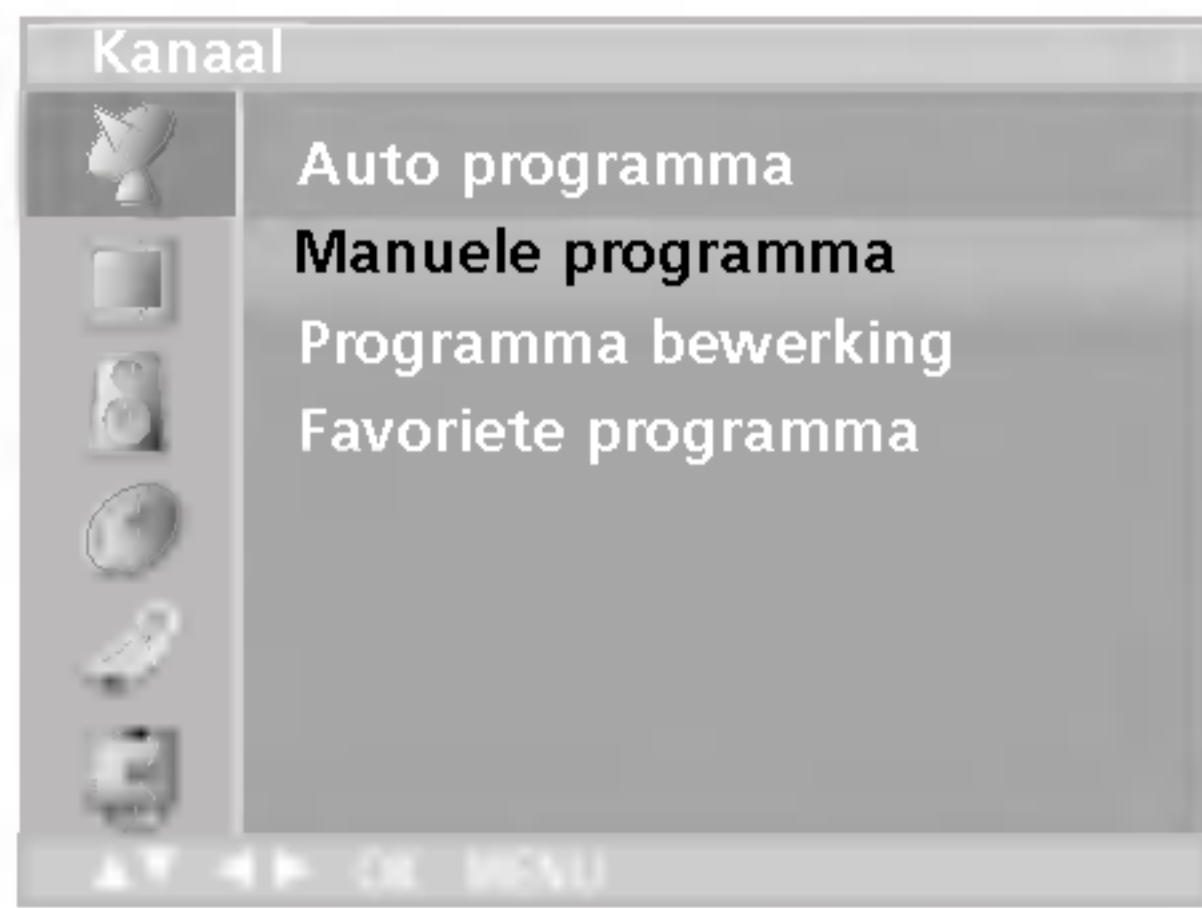 Kanaal
Auto programma
Manuele programma
Programma bewerking
Favoriete programma
▲▼ ◀ ▶ OK MENU